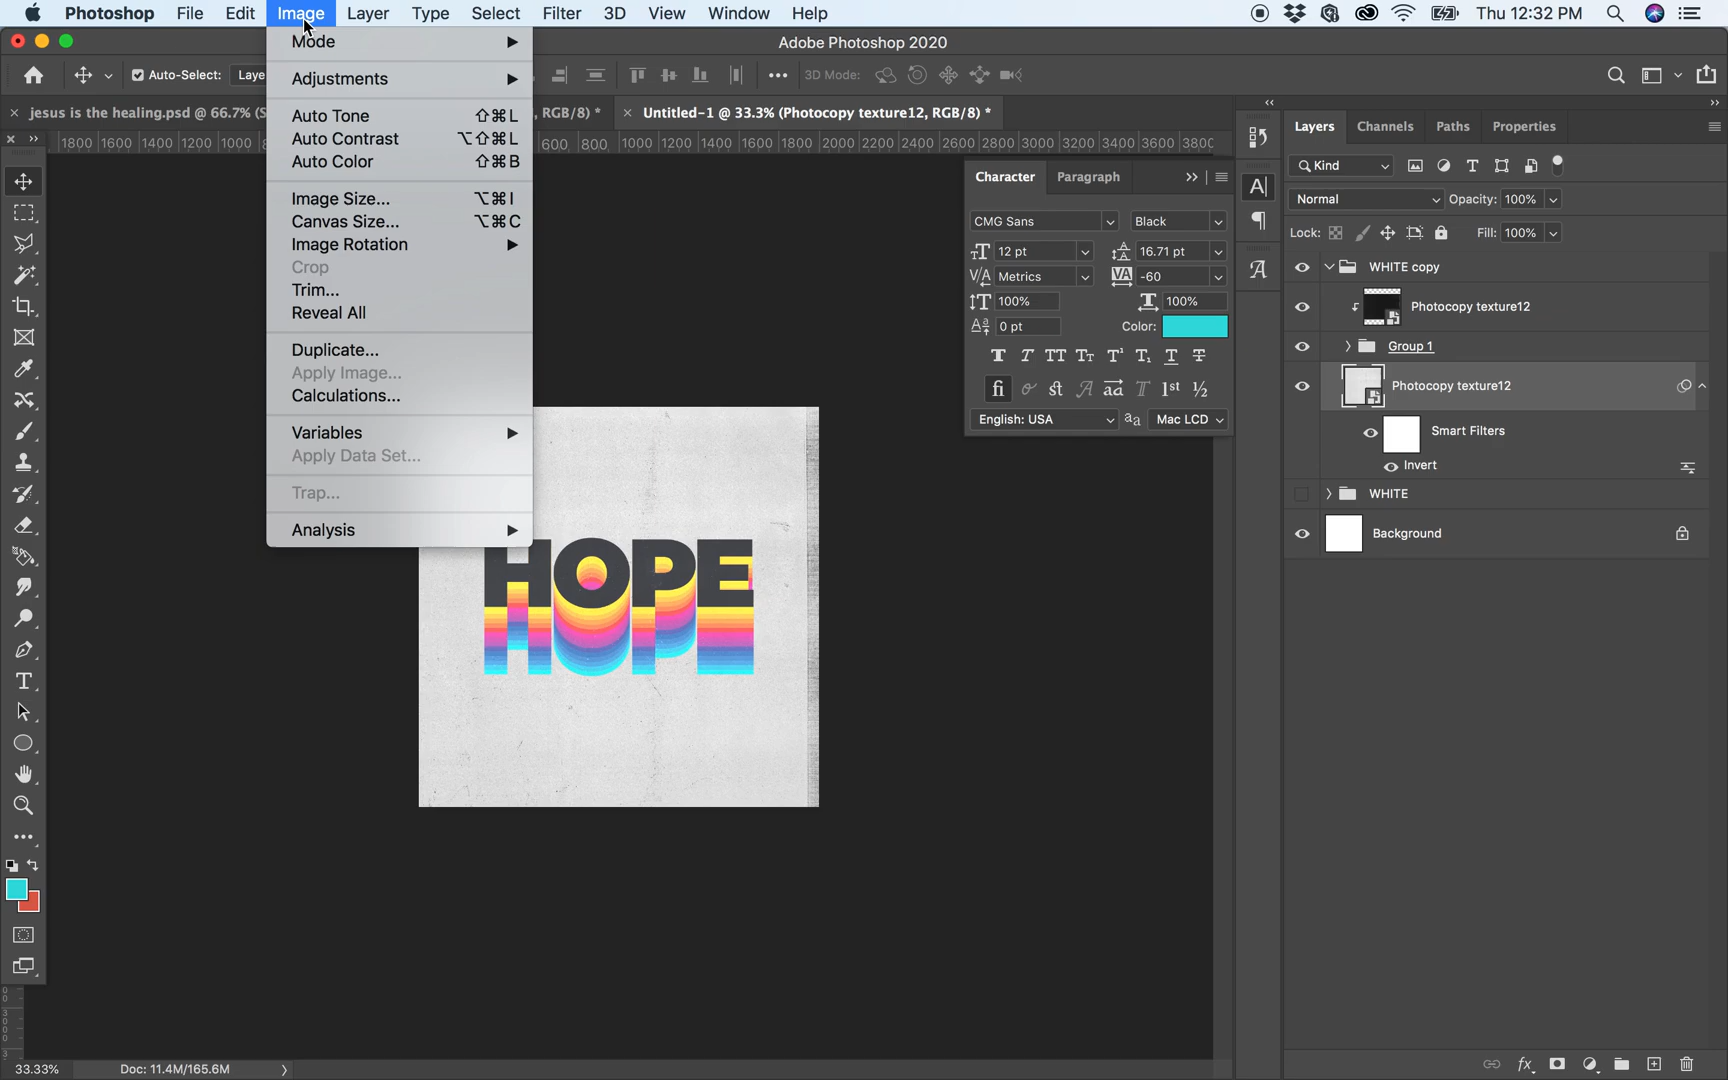 Photoshop File Edit Image Layer Type Select Filter 3D View Window Help Thu 12:32 PM
Adobe Photoshop 2020
Auto-Select: Laye 3D Mode:
jesus is the healing.psd @ 66.7% (S , RGB/8) * Untitled-1 @ 33.3% (Photocopy texture12, RGB/8) *
1800 1600 1400 1200 1000 600 800 1000 1200 1400 1600 1800 2000 2200 2400 2600 2800 3000 3200 3400 3600 380
Mode
Adjustments
Auto Tone ⇧⌘L
Auto Contrast ⌥⇧⌘L
Auto Color ⇧⌘B
Image Size... ⌥⌘I
Canvas Size... ⌥⌘C
Image Rotation
Crop
Trim...
Reveal All
Duplicate...
Apply Image...
Calculations...
Variables
Apply Data Set...
Trap...
Analysis
HOPE
Character Paragraph
CMG Sans Black
12 pt 16.71 pt
Metrics -60
100% 100%
0 pt Color:
English: USA Mac LCD
Layers Channels Paths Properties
Kind
Normal Opacity: 100%
Lock: Fill: 100%
WHITE copy
Photocopy texture12
Group 1
Photocopy texture12
Smart Filters
Invert
WHITE
Background
33.33% Doc: 11.4M/165.6M